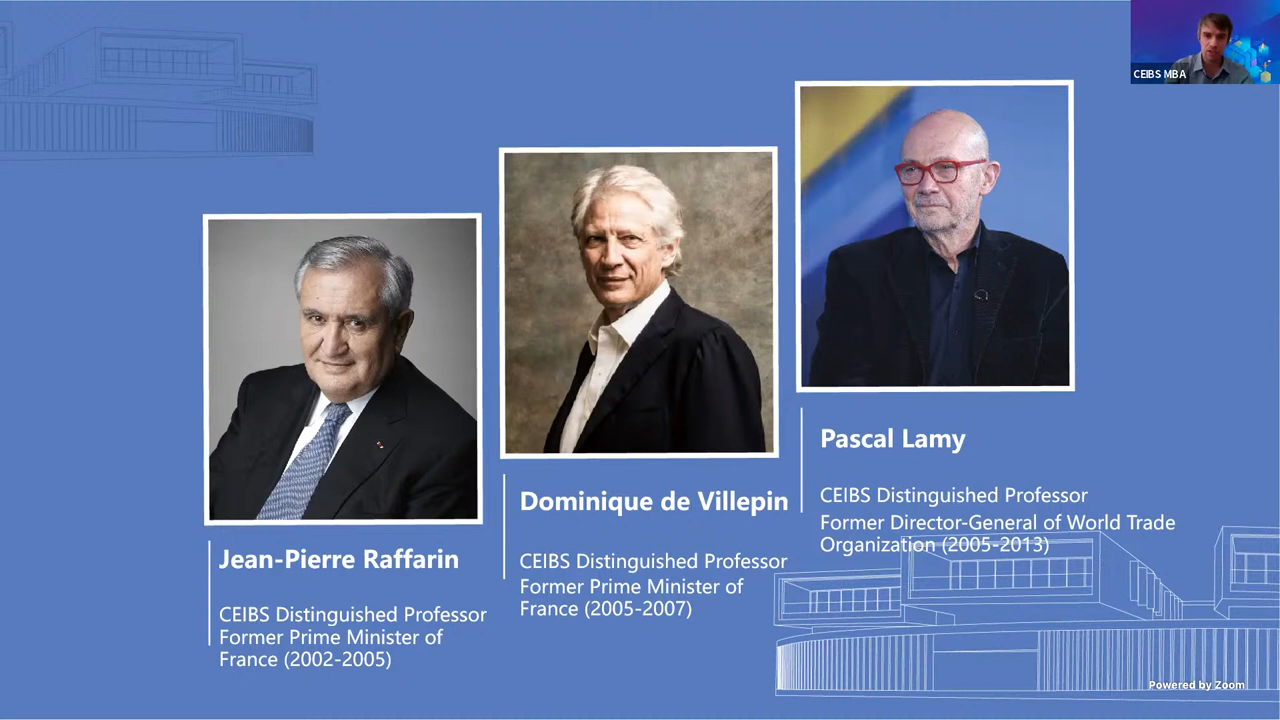 CEIBS MBA
Jean-Pierre Raffarin
CEIBS Distinguished Professor
Former Prime Minister of
France (2002-2005)
Dominique de Villepin
CEIBS Distinguished Professor
Former Prime Minister of
France (2005-2007)
Pascal Lamy
CEIBS Distinguished Professor
Former Director-General of World Trade
Organization (2005-2013)
Powered by Zoom